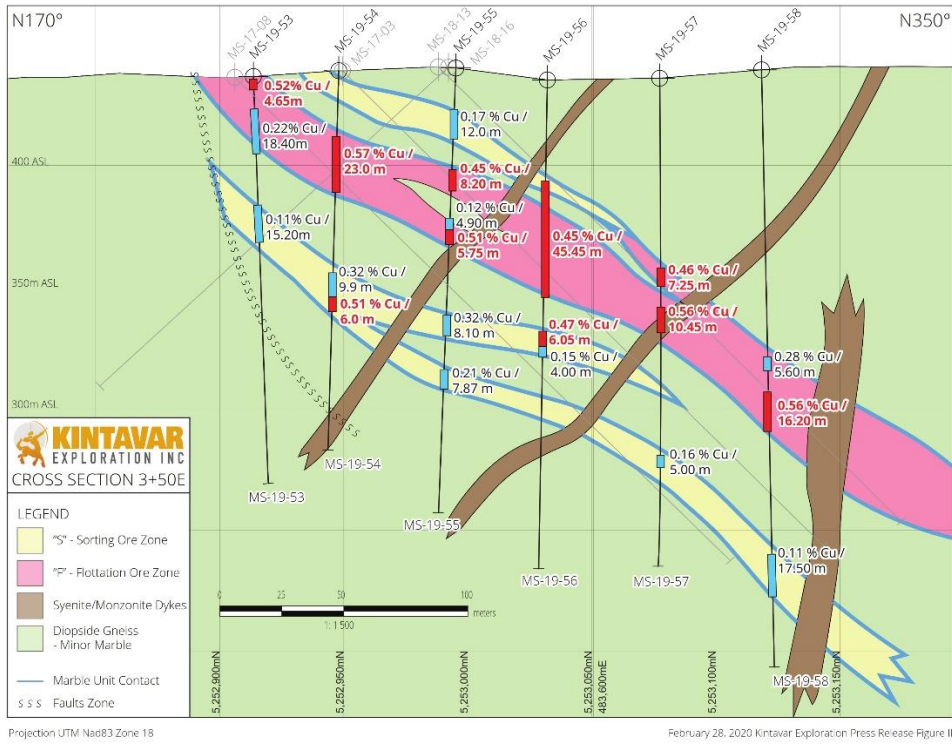 N170°
N350°
MS-17-08
MS-19-53
MS-19-54
MS-17-03
MS-18-13
MS-19-55
MS-18-16
MS-19-56
MS-19-57
MS-19-58
0.52% Cu /
4.65m
0.22% Cu /
18.40m
0.11% Cu /
15.20m
0.57 % Cu /
23.0 m
0.32 % Cu /
9.9 m
0.51 % Cu /
6.0 m
0.17 % Cu /
12.0 m
0.45 % Cu /
8.20 m
0.12 % Cu /
4.90 m
0.51 % Cu /
5.75 m
0.32 % Cu /
8.10 m
0.21 % Cu /
7.87 m
0.45 % Cu /
45.45 m
0.47 % Cu /
6.05 m
0.15 % Cu /
4.00 m
0.46 % Cu /
7.25 m
0.56 % Cu /
10.45 m
0.16 % Cu /
5.00 m
0.28 % Cu /
5.60 m
0.56 % Cu /
16.20 m
0.11 % Cu /
17.50 m
400 ASL
350m ASL
300m ASL
MS-19-53
MS-19-54
MS-19-55
MS-19-56
MS-19-57
MS-19-58
KINTAVAR
EXPLORATION INC
CROSS SECTION 3+50E
LEGEND
"S" - Sorting Ore Zone
"F" - Flottation Ore Zone
Syenite/Monzonite Dykes
Diopside Gneiss
- Minor Marble
Marble Unit Contact
S S S Faults Zone
0 25 50 100
meters
1: 1 500
5,252,900mN
5,252,950mN
5,253,000mN
5,253,050mN
483,600mE
5,253,100mN
5,253,150mN
Projection UTM Nad83 Zone 18
February 28, 2020 Kintavar Exploration Press Release Figure